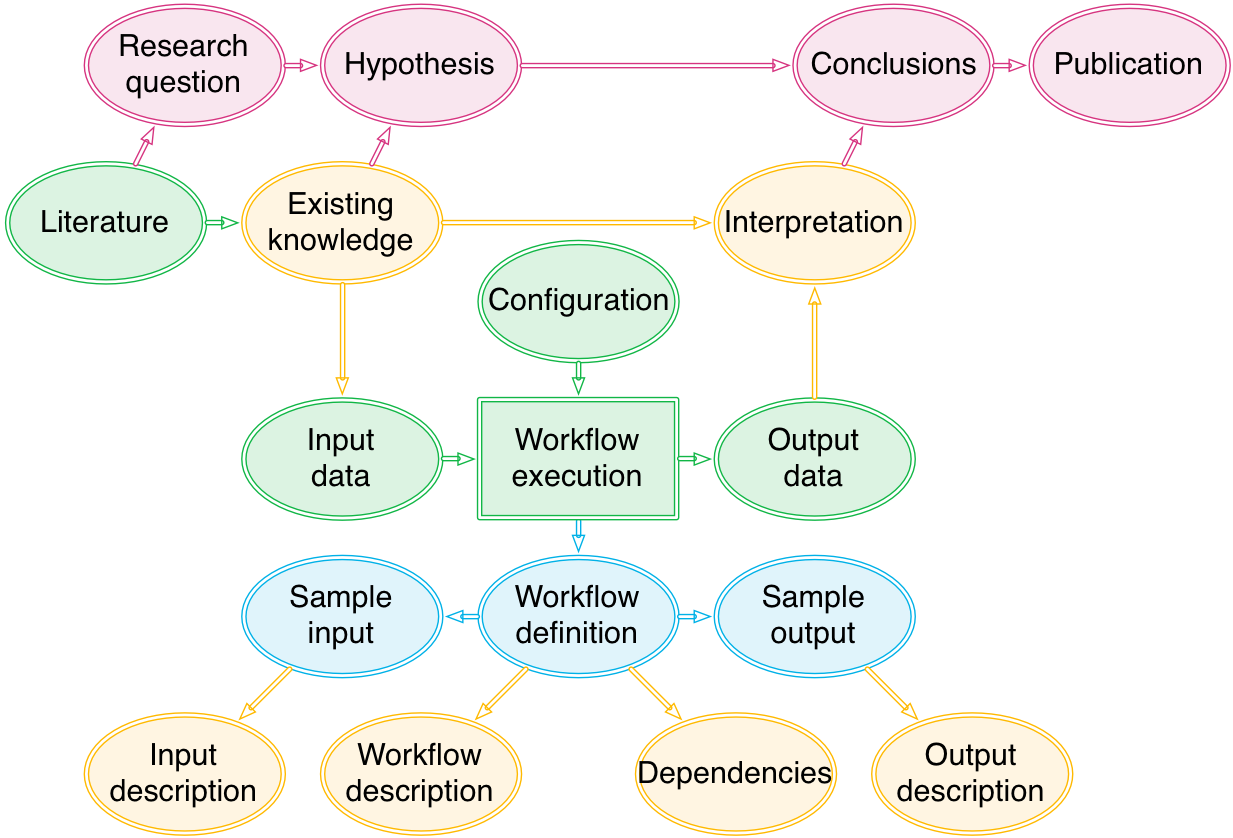 Research
question
Hypothesis
Conclusions
Publication
Literature
Existing
knowledge
Interpretation
Configuration
Input
data
Workflow
execution
Output
data
Sample
input
Workflow
definition
Sample
output
Input
description
Workflow
description
Dependencies
Output
description